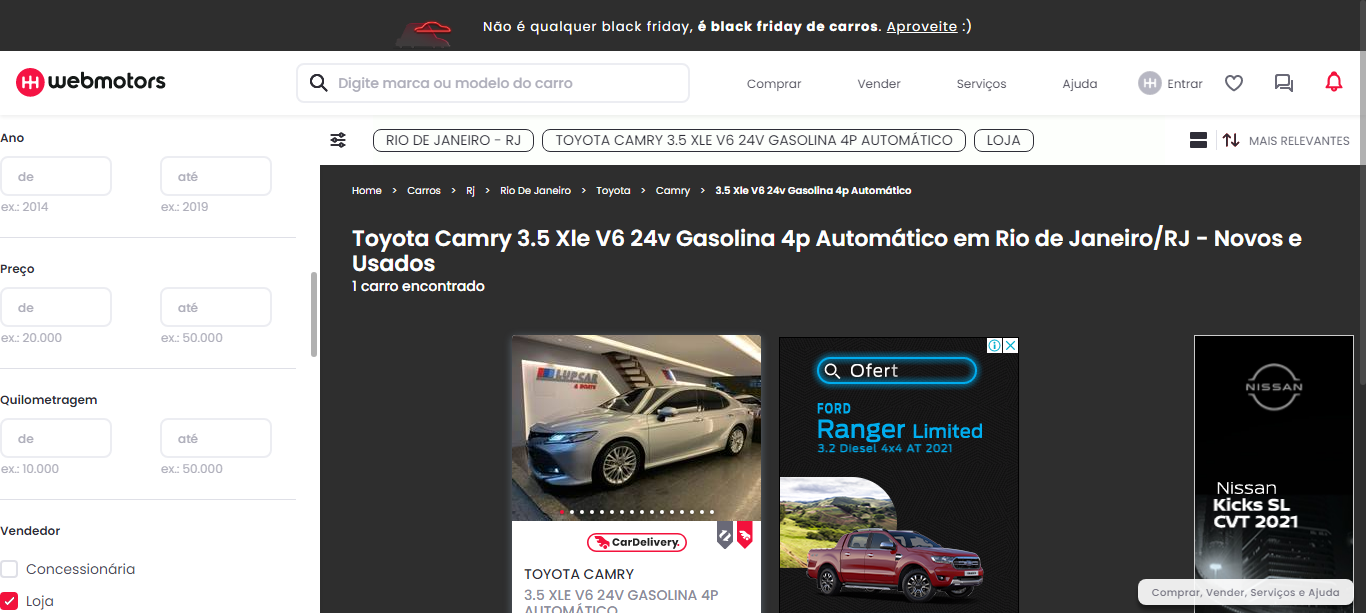 Não é qualquer black friday, é black friday de carros. Aproveite :)
webmotors
Digite marca ou modelo do carro
Comprar
Vender
Serviços
Ajuda
Entrar
Ano
de
até
ex.: 2014
ex.: 2019
Preço
de
até
ex.: 20.000
ex.: 50.000
Quilometragem
de
até
ex.: 10.000
ex.: 50.000
Vendedor
Concessionária
Loja
RIO DE JANEIRO - RJ
TOYOTA CAMRY 3.5 XLE V6 24V GASOLINA 4P AUTOMÁTICO
LOJA
MAIS RELEVANTES
Home > Carros > Rj > Rio De Janeiro > Toyota > Camry > 3.5 Xle V6 24v Gasolina 4p Automático
Toyota Camry 3.5 Xle V6 24v Gasolina 4p Automático em Rio de Janeiro/RJ - Novos e
Usados
1 carro encontrado
LUPCAR
CarDelivery.
TOYOTA CAMRY
3.5 XLE V6 24V GASOLINA 4P
AUTOMÁTICO
Ofert
FORD
Ranger Limited
3.2 Diesel 4x4 AT 2021
NISSAN
Nissan
Kicks SL
CVT 2021
Comprar, Vender, Serviços e Ajuda